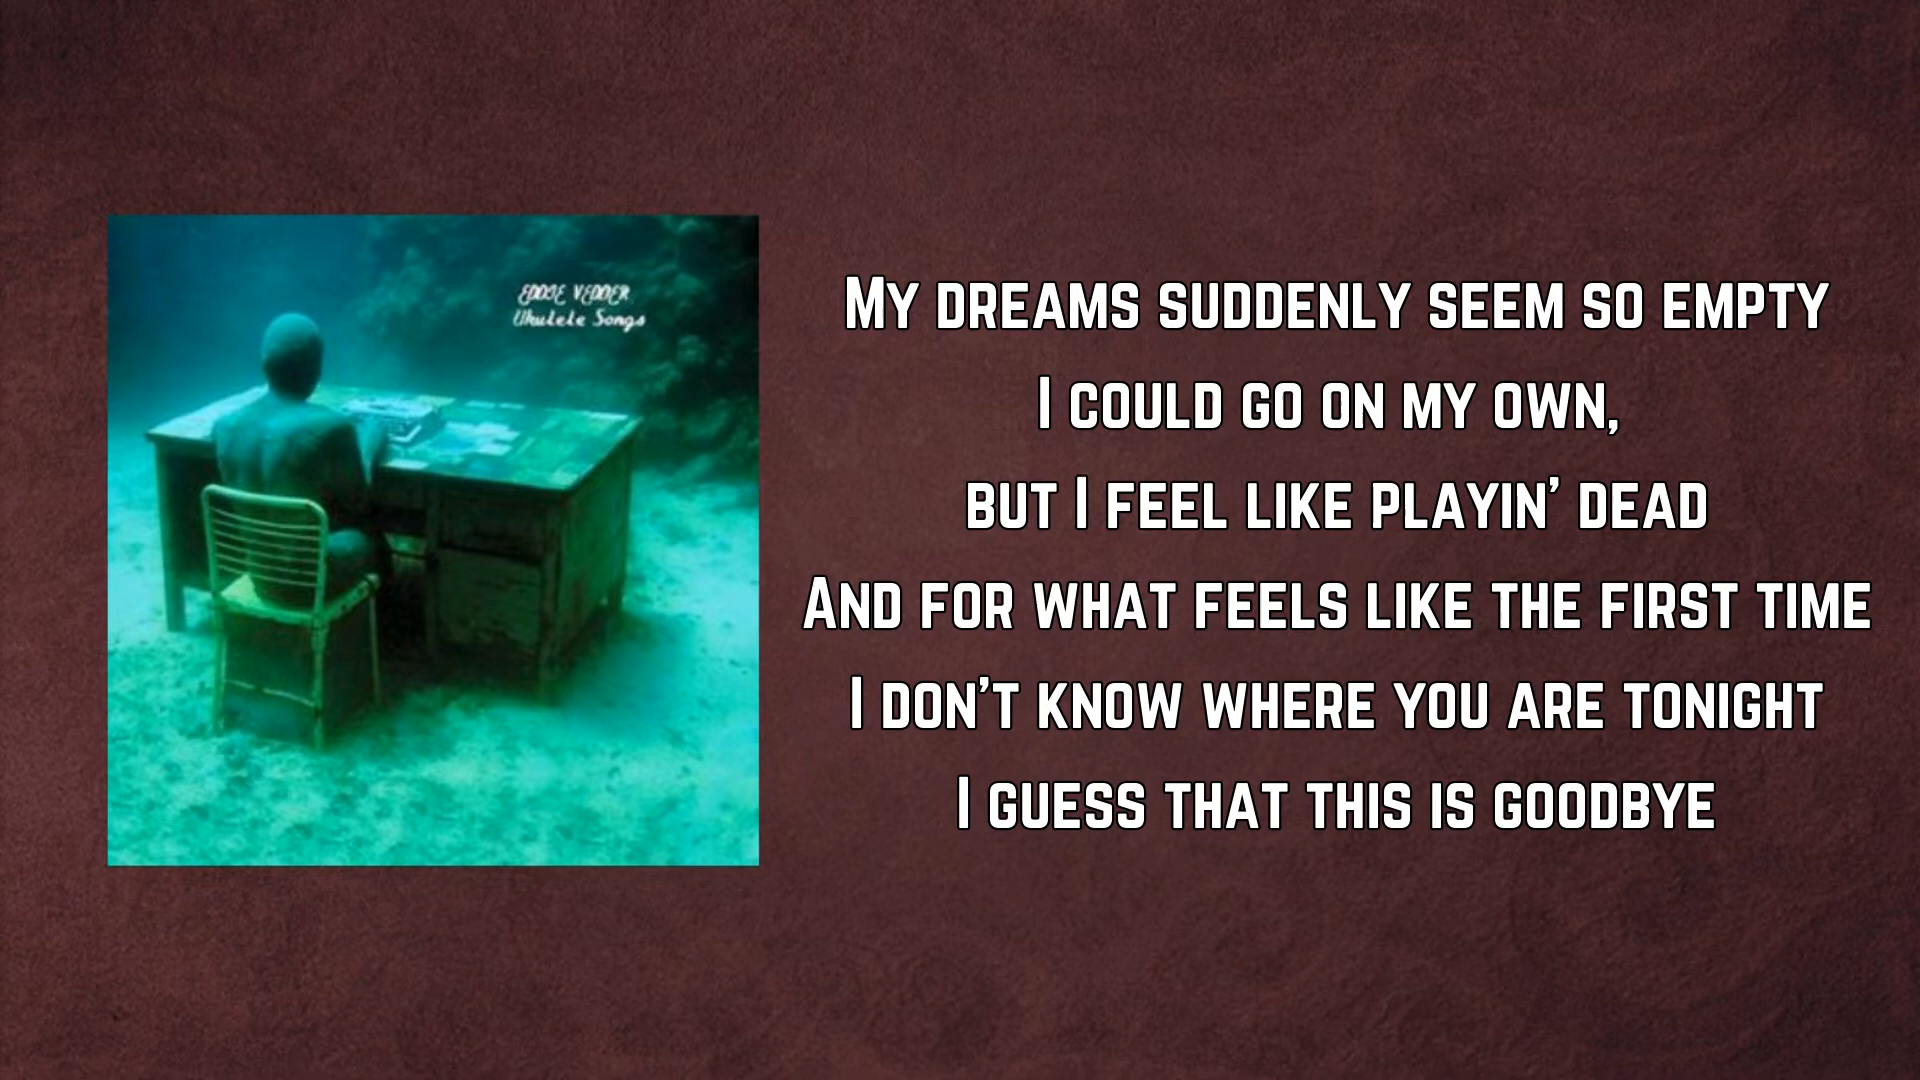 EDDIE VEDDER
Ukulele Songs
My dreams suddenly seem so empty
I could go on my own,
but I feel like playin' dead
And for what feels like the first time
I don't know where you are tonight
I guess that this is goodbye